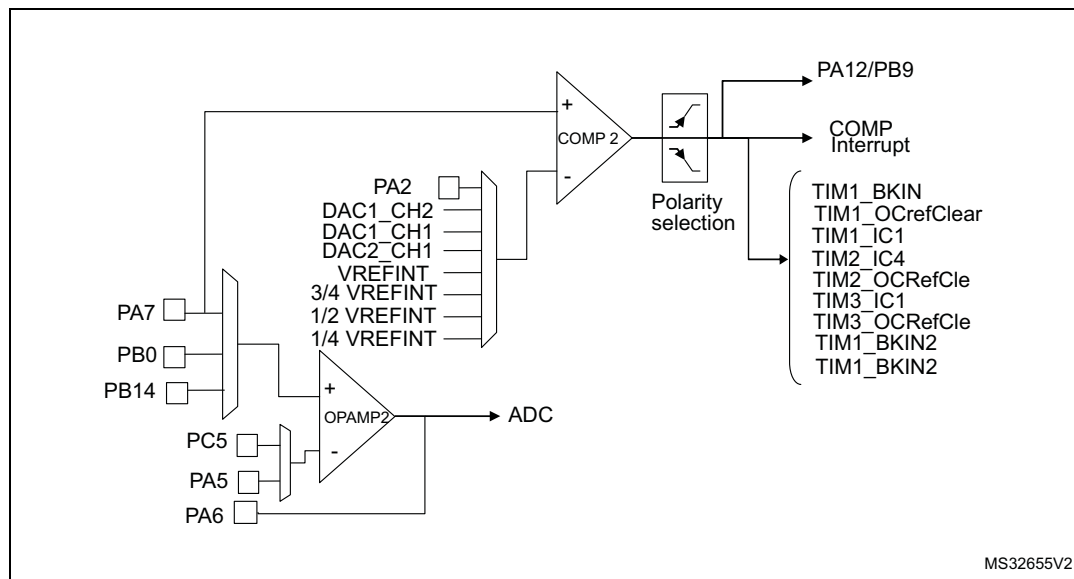 PA12/PB9
+
COMP 2
-
COMP
Interrupt
Polarity
selection
PA2
DAC1_CH2
DAC1_CH1
DAC2_CH1
VREFINT
3/4 VREFINT
1/2 VREFINT
1/4 VREFINT
TIM1_BKIN
TIM1_OCrefClear
TIM1_IC1
TIM2_IC4
TIM2_OCRefCle
TIM3_IC1
TIM3_OCRefCle
TIM1_BKIN2
TIM1_BKIN2
PA7
PB0
PB14
+
OPAMP2
-
ADC
PC5
PA5
PA6
MS32655V2